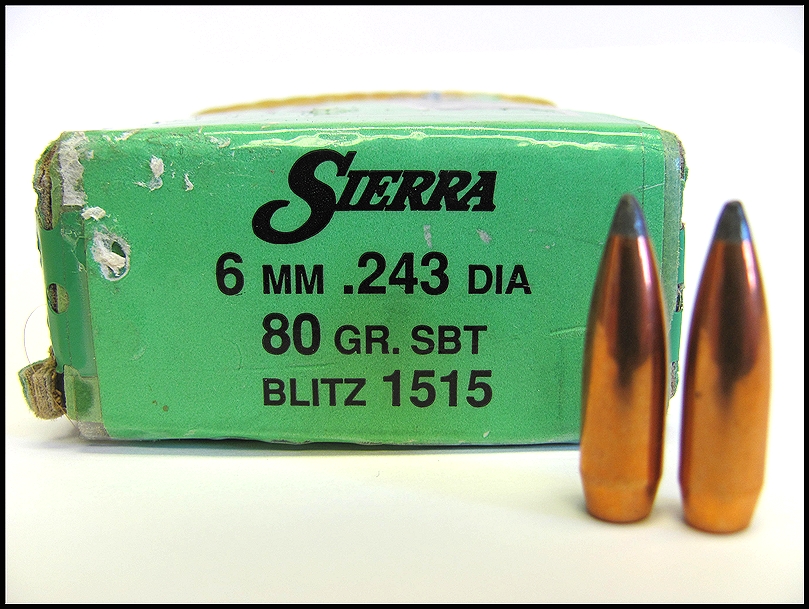 SIERRA
6 MM .243 DIA
80 GR. SBT
BLITZ 1515